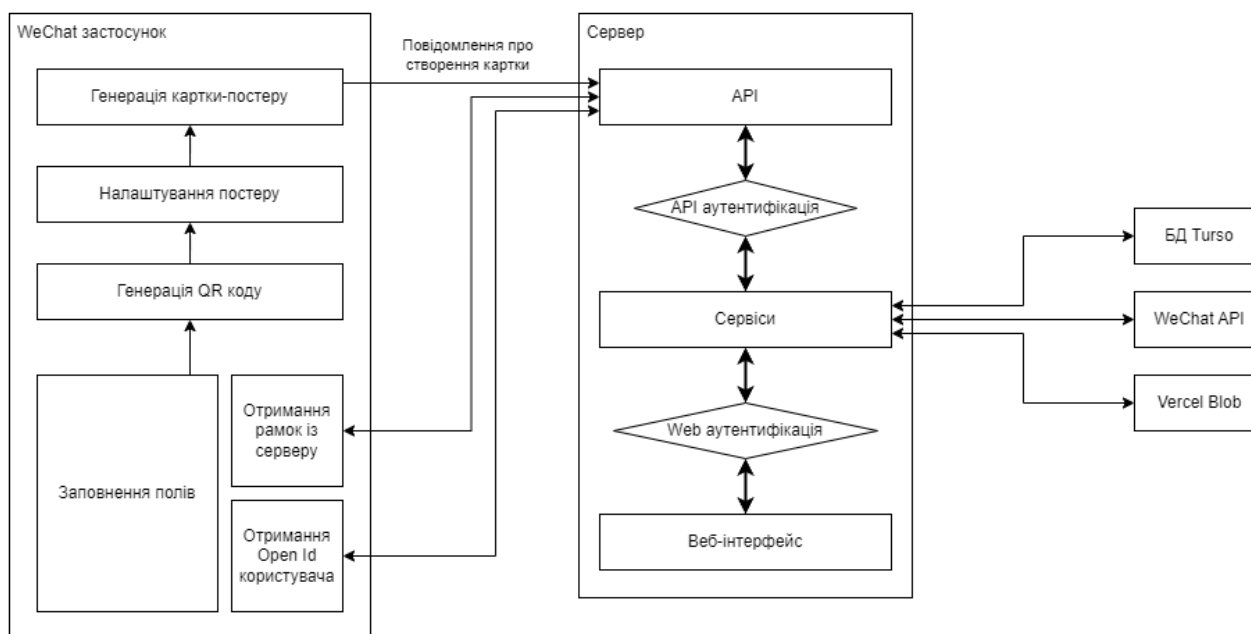 WeChat застосунок
Генерація картки-постеру
Налаштування постеру
Генерація QR коду
Заповнення полів
Отримання
рамок із
серверу
Отримання
Open Id
користувача
Повідомлення про
створення картки
Сервер
API
API аутентифікація
Сервіси
Web аутентифікація
Веб-інтерфейс
БД Turso
WeChat API
Vercel Blob